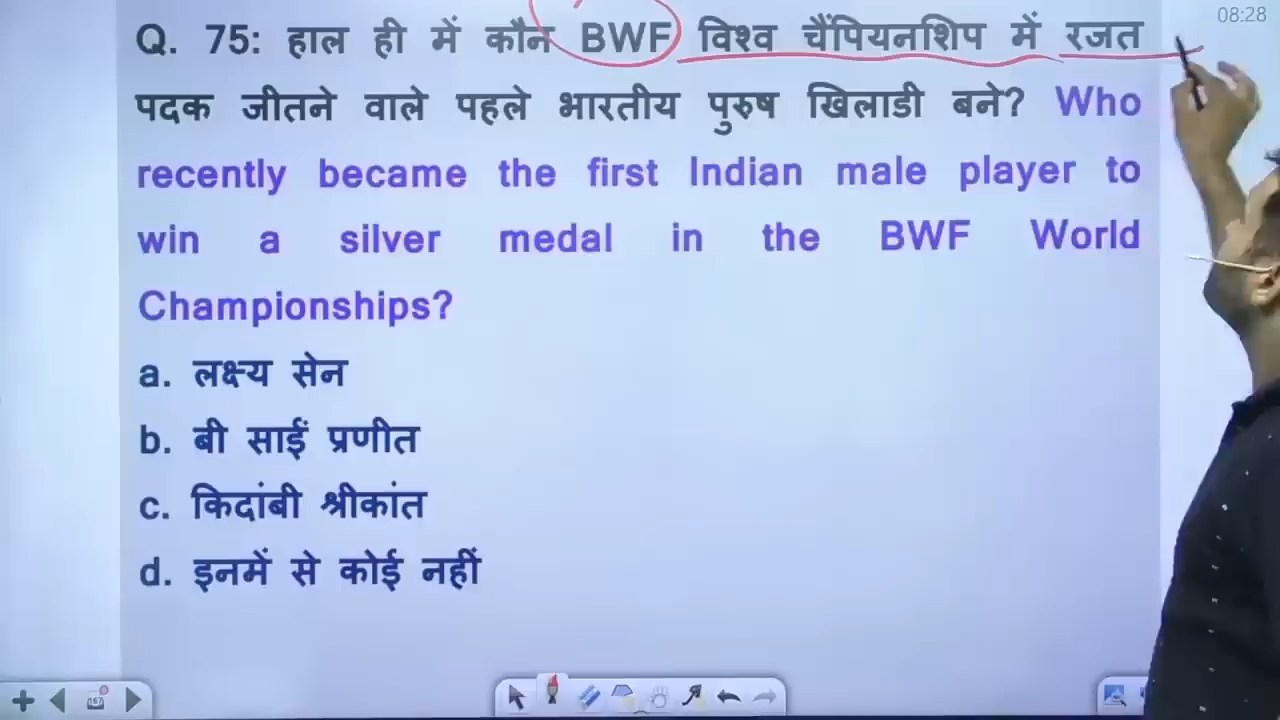 08:28
Q. 75: हाल ही में कौन BWF विश्व चैंपियनशिप में रजत
पदक जीतने वाले पहले भारतीय पुरुष खिलाडी बने? Who
recently became the first Indian male player to
win a silver medal in the BWF World
Championships?
a. लक्ष्य सेन
b. बी साईं प्रणीत
c. किदांबी श्रीकांत
d. इनमें से कोई नहीं